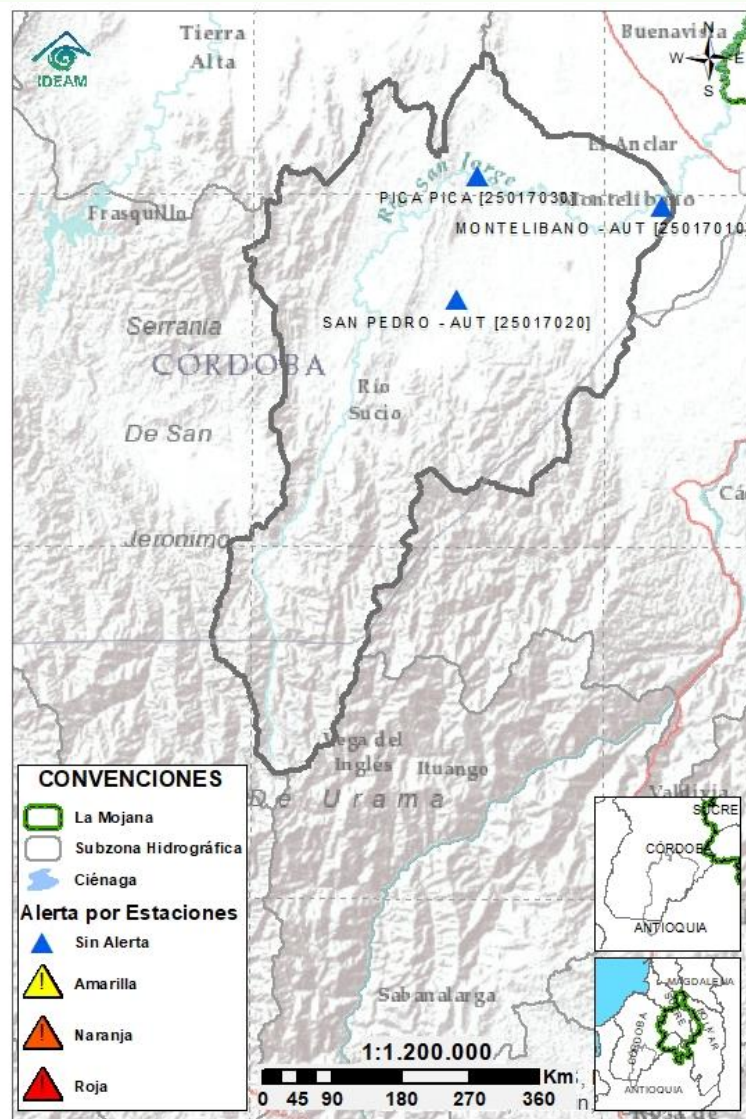 IDEAM
Tierra
Alta
Buenavista
N
W E
S
El Anclar
Río San Jorge
PICA PICA [25017030]
Montelibano
Frasquillo
MONTELIBANO - AUT [25017010]
SAN PEDRO - AUT [25017020]
Serrania
CÓRDOBA
Río
Sucio
De San
Jeronimo
Vega del
Ingles
Ituango
De Urama
Valdivia
Sabanalarga
CONVENCIONES
La Mojana
Subzona Hidrográfica
Ciénaga
Alerta por Estaciones
Sin Alerta
Amarilla
Naranja
Roja
1:1.200.000
Km
0 45 90 180 270 360
SUCRE
CÓRDOBA
ANTIOQUIA
MAGDALENA
SUCRE
CÓRDOBA
ANTIOQUIA